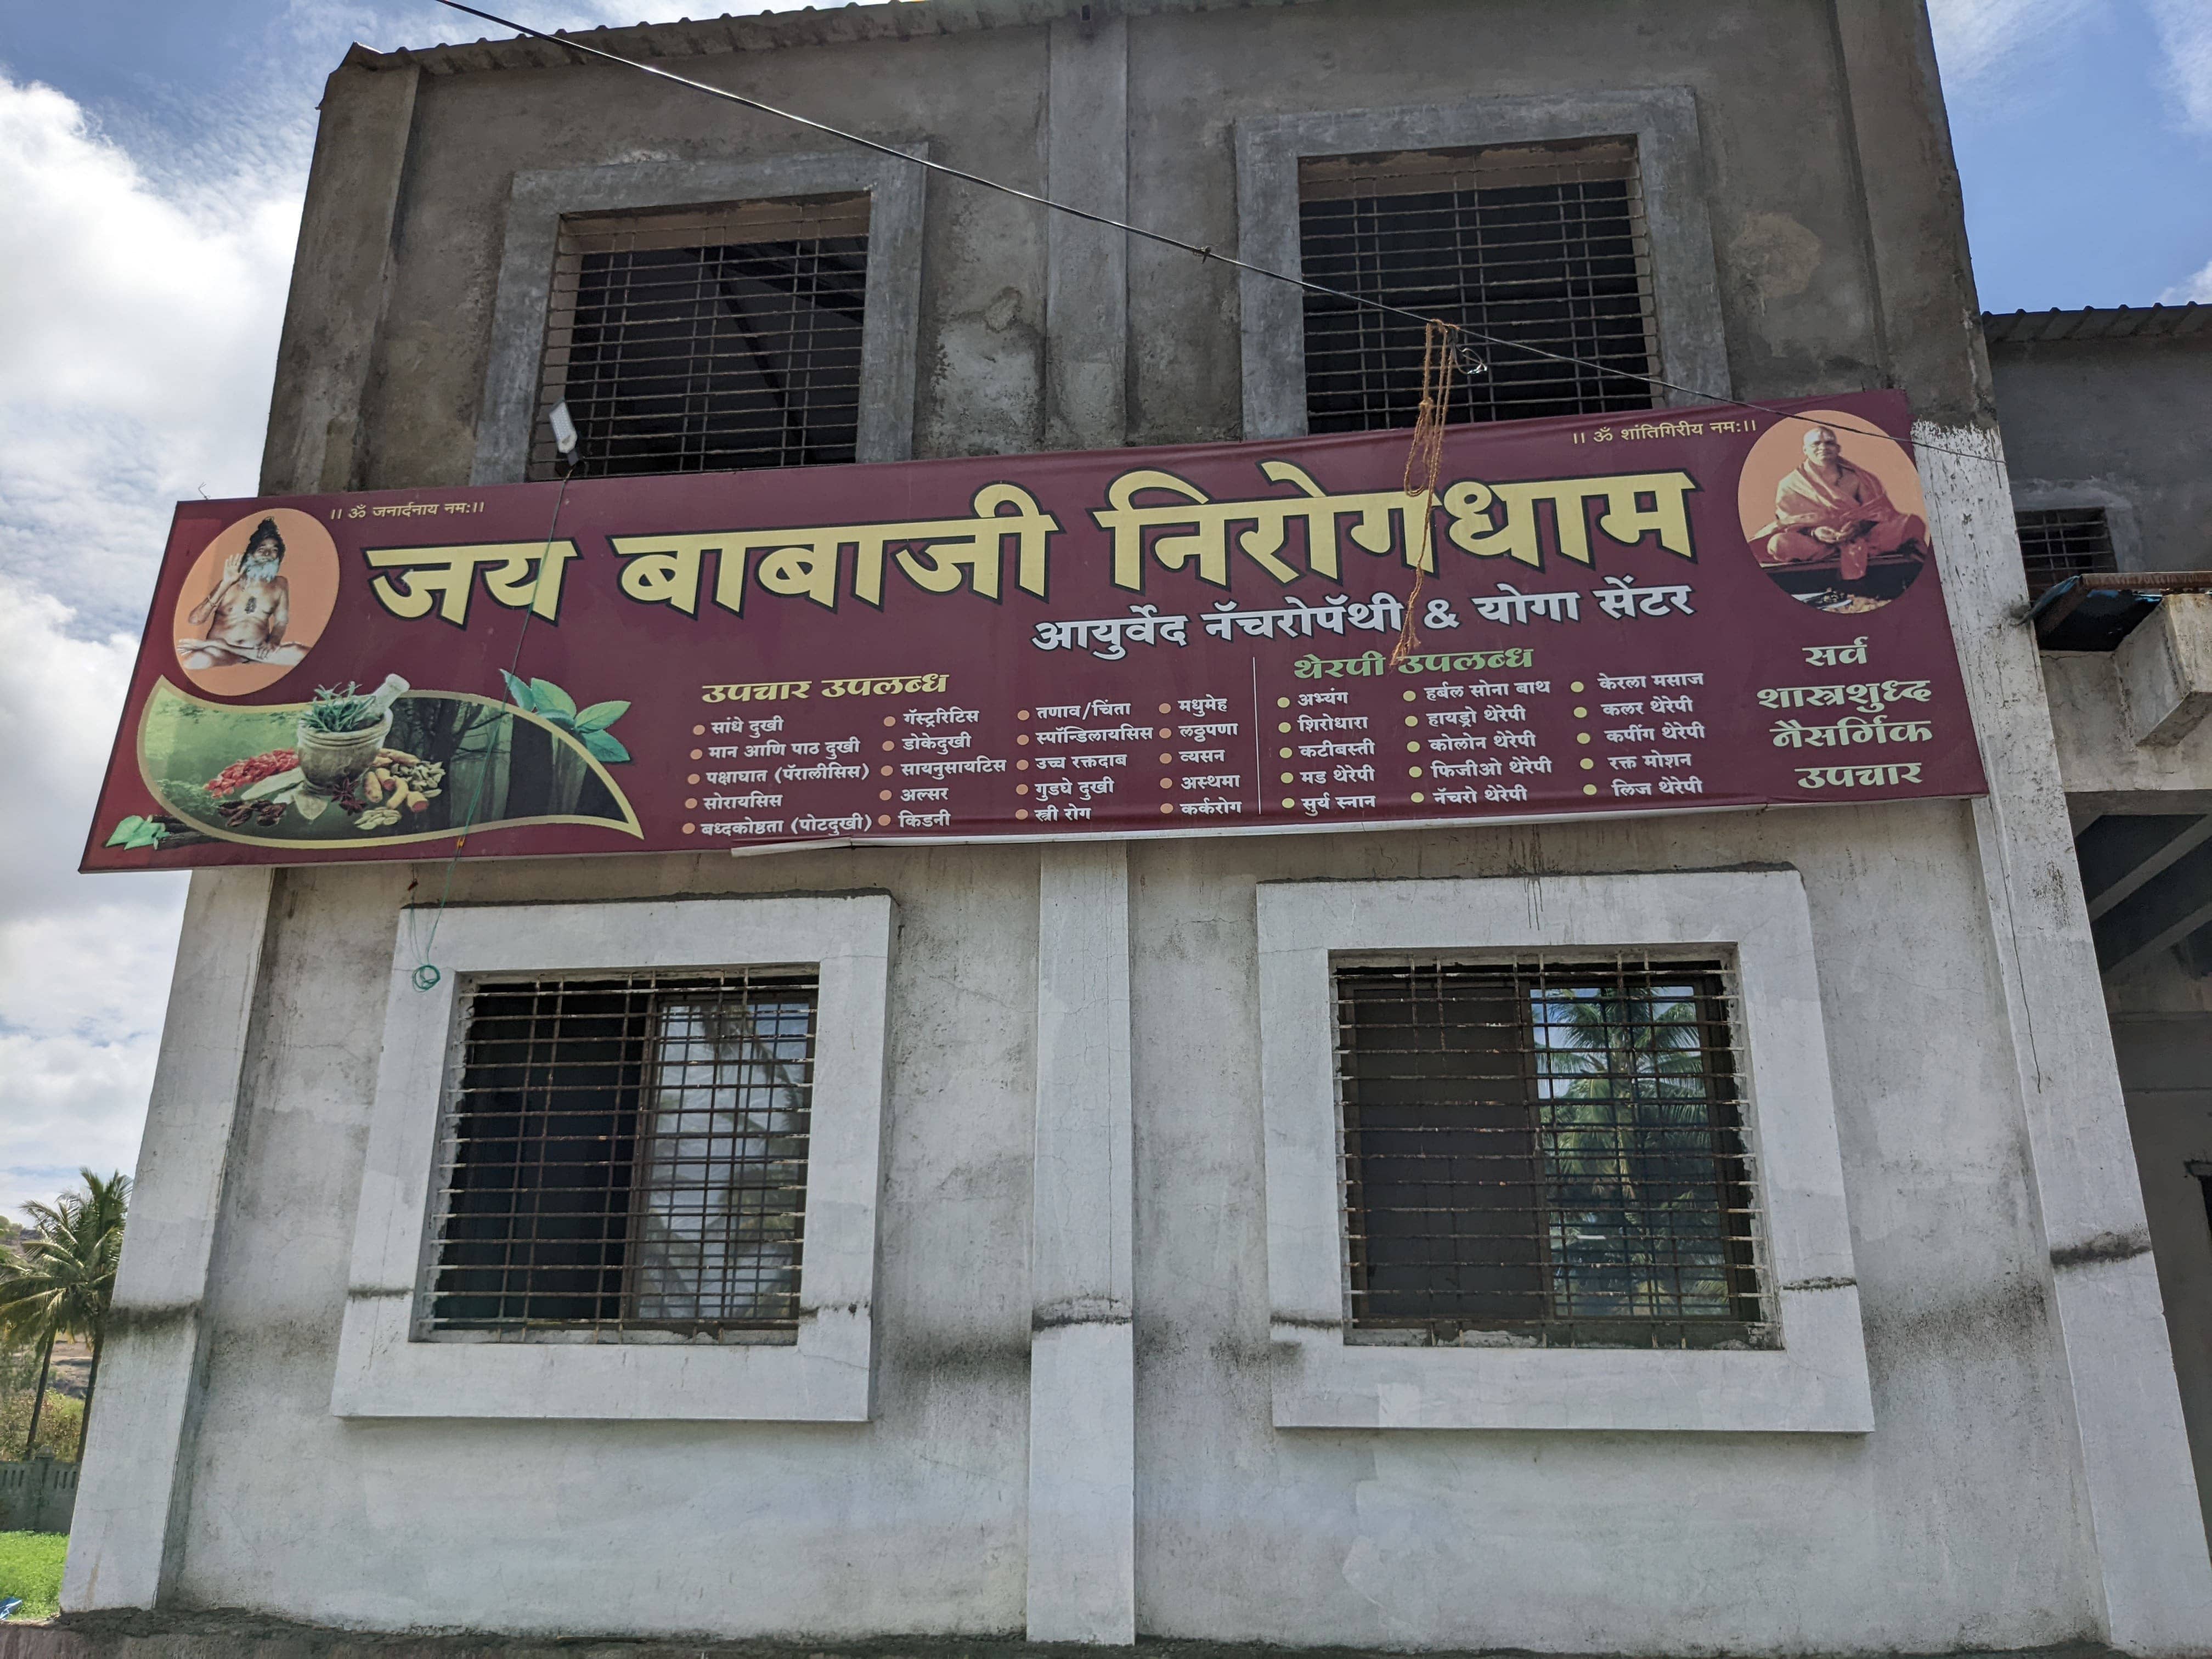 ।। ॐ जनार्दनाय नमः।।
।। ॐ शांतिगिरीय नमः।।
जय बाबाजी निरोगधाम
आयुर्वेद नॅचरोपॅथी & योगा सेंटर
उपचार उपलब्ध
सांधे दुखी
मान आणि पाठ दुखी
पक्षाघात (पॅरालीसिस)
सोरायसिस
बध्दकोष्ठता (पोटदुखी)
गॅस्ट्ररिटिस
डोकेदुखी
सायनुसायटिस
अल्सर
किडनी
तणाव/चिंता
स्पॉन्डिलायसिस
उच्च रक्तदाब
गुडघे दुखी
स्त्री रोग
मधुमेह
लठ्ठपणा
व्यसन
अस्थमा
कर्करोग
थेरपी उपलब्ध
अभ्यंग
शिरोधारा
कटीबस्ती
मड थेरेपी
सुर्य स्नान
हर्बल सोना बाथ
हायड्रो थेरेपी
कोलोन थेरेपी
फिजीओ थेरेपी
नॅचरो थेरेपी
केरला मसाज
कलर थेरेपी
कपींग थेरेपी
रक्त मोशन
लिज थेरेपी
सर्व
शास्त्रशुध्द
नैसर्गिक
उपचार